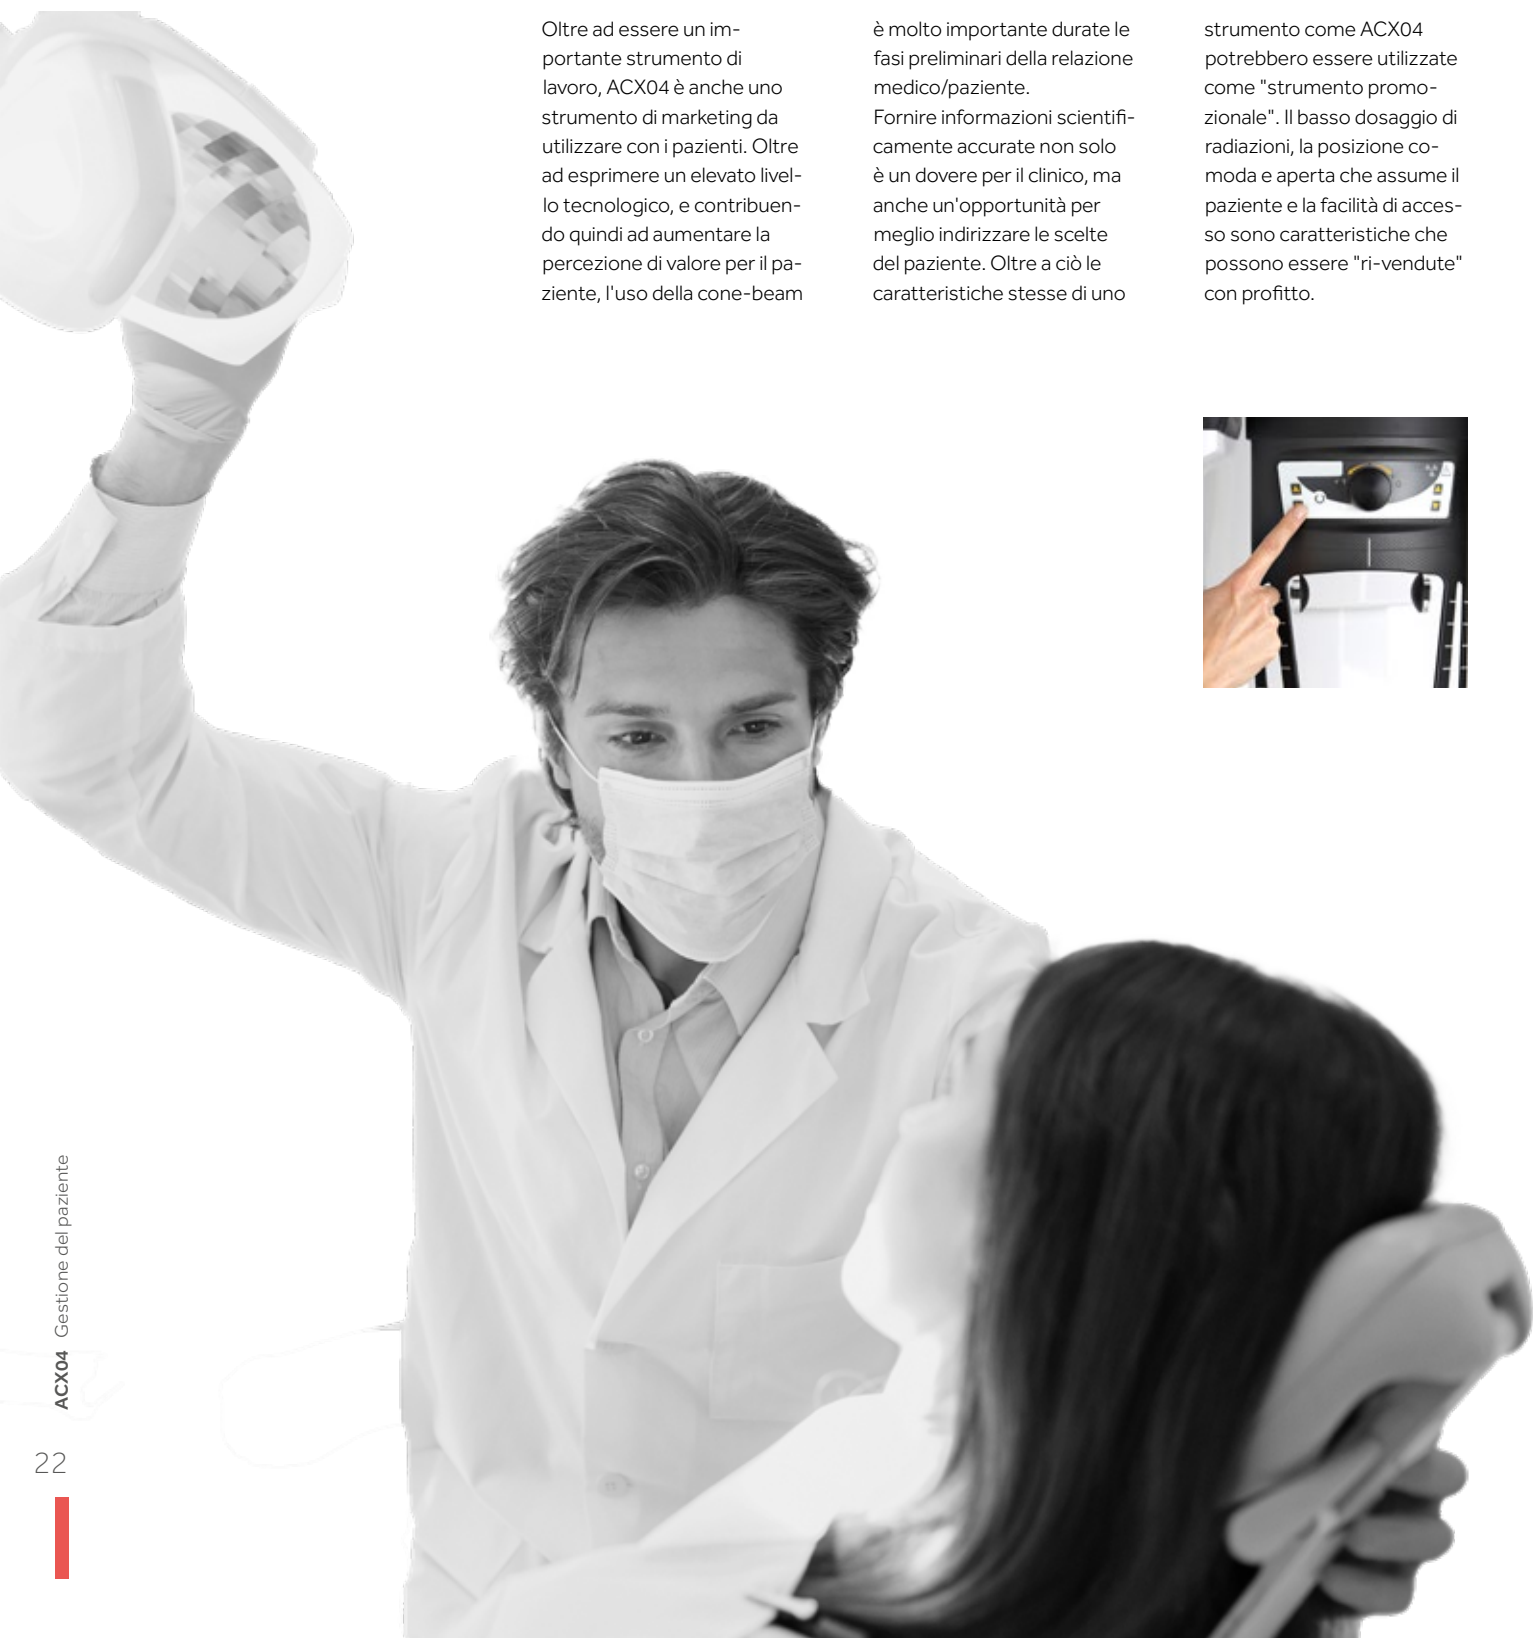 Oltre ad essere un im-
portante strumento di
lavoro, ACX04 è anche uno
strumento di marketing da
utilizzare con i pazienti. Oltre
ad esprimere un elevato livel-
lo tecnologico, e contribuen-
do quindi ad aumentare la
percezione di valore per il pa-
ziente, l'uso della cone-beam
è molto importante durate le
fasi preliminari della relazione
medico/paziente.
Fornire informazioni scientifi-
camente accurate non solo
è un dovere per il clinico, ma
anche un'opportunità per
meglio indirizzare le scelte
del paziente. Oltre a ciò le
caratteristiche stesse di uno
strumento come ACX04
potrebbero essere utilizzate
come "strumento promo-
zionale". Il basso dosaggio di
radiazioni, la posizione co-
moda e aperta che assume il
paziente e la facilità di acces-
so sono caratteristiche che
possono essere "ri-vendute"
con profitto.
ACX04 Gestione del paziente
22